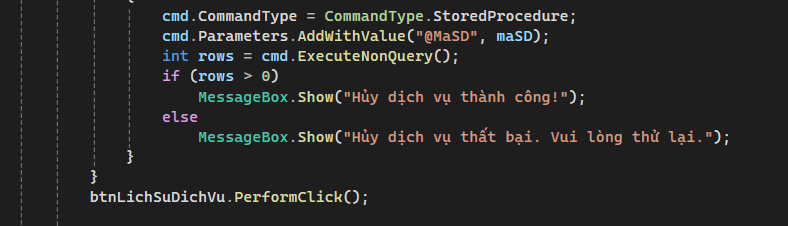 {
cmd.CommandType = CommandType.StoredProcedure;
cmd.Parameters.AddWithValue("@MaSD", maSD);
int rows = cmd.ExecuteNonQuery();
if (rows > 0)
MessageBox.Show("Hủy dịch vụ thành công!");
else
MessageBox.Show("Hủy dịch vụ thất bại. Vui lòng thử lại.");
}
}
btnLichSuDichVu.PerformClick();